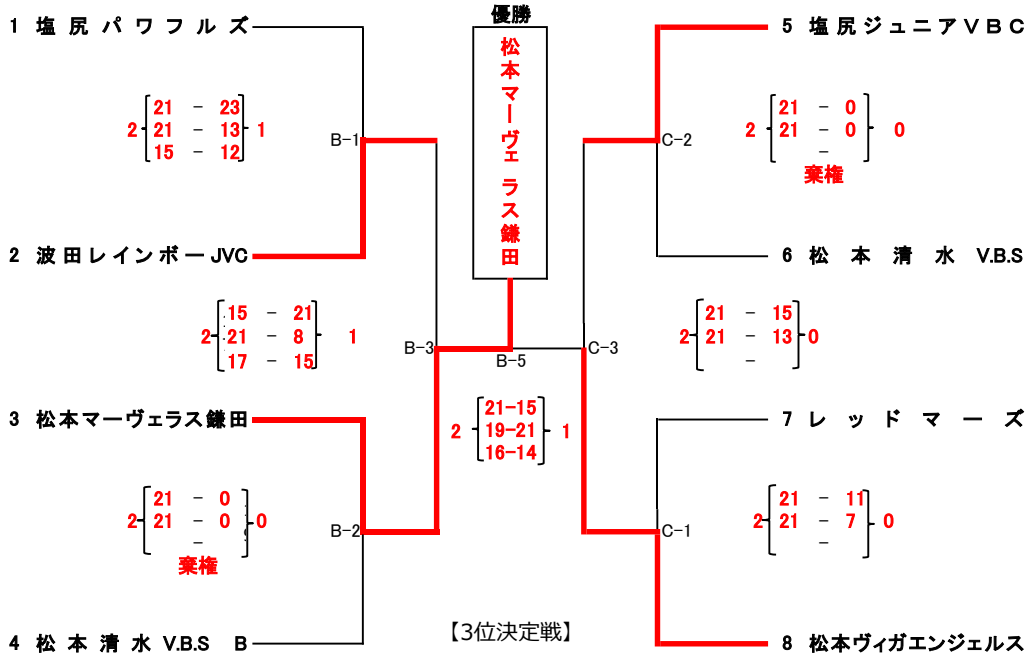 優勝
松本マーヴェラス鎌田
1 塩尻パワフルズ
2 21 - 23 1
21 - 13
15 - 12
B-1
2 波田レインボーJVC
2 15 - 21 1
21 - 8
17 - 15
B-3
3 松本マーヴェラス鎌田
2 21 - 0 0
21 - 0
-
棄権
B-2
4 松本清水 V.B.S B
B-5
2 21-15 1
19-21
16-14
【3位決定戦】
5 塩尻ジュニアVBC
2 21 - 0 0
21 - 0
-
棄権
C-2
6 松本清水 V.B.S
2 21 - 15 0
21 - 13
-
C-3
7 レッドマーズ
2 21 - 11 0
21 - 7
-
C-1
8 松本ヴィガエンジェルス